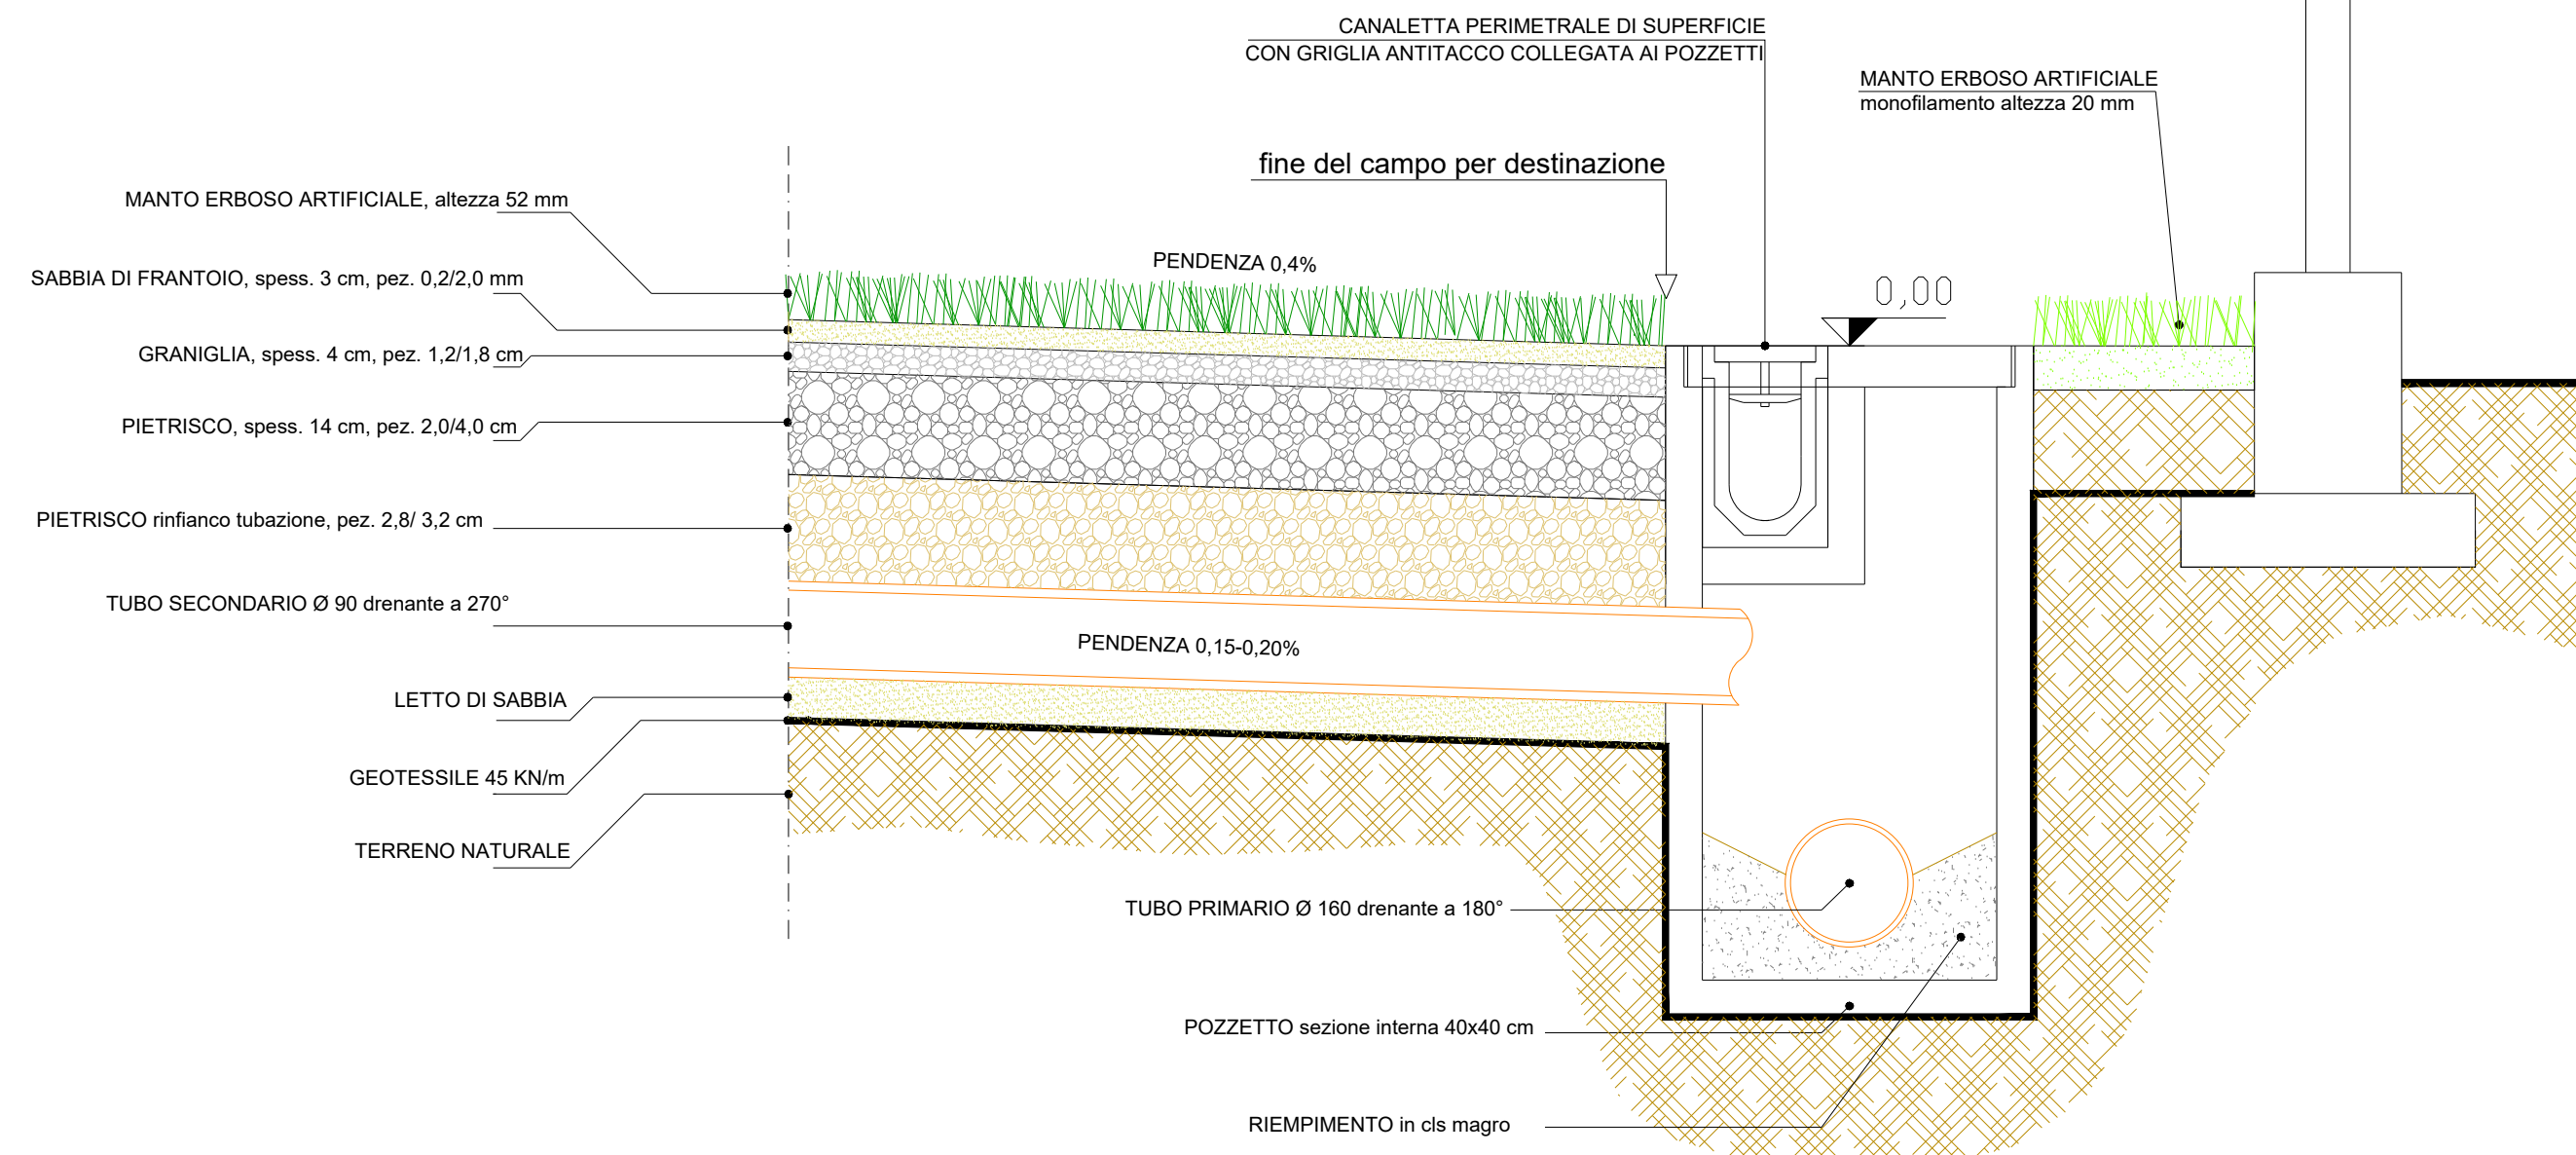 CANALETTA PERIMETRALE DI SUPERFICIE
CON GRIGLIA ANTITACCO COLLEGATA AI POZZETTI
MANTO ERBOSO ARTIFICIALE
monofilamento altezza 20 mm
fine del campo per destinazione
MANTO ERBOSO ARTIFICIALE, altezza 52 mm
PENDENZA 0,4%
SABBIA DI FRANTOIO, spess. 3 cm, pez. 0,2/2,0 mm
0,00
GRANIGLIA, spess. 4 cm, pez. 1,2/1,8 cm
PIETRISCO, spess. 14 cm, pez. 2,0/4,0 cm
PIETRISCO rinfianco tubazione, pez. 2,8/ 3,2 cm
TUBO SECONDARIO Ø 90 drenante a 270°
PENDENZA 0,15-0,20%
LETTO DI SABBIA
GEOTESSILE 45 KN/m
TERRENO NATURALE
TUBO PRIMARIO Ø 160 drenante a 180°
POZZETTO sezione interna 40x40 cm
RIEMPIMENTO in cls magro